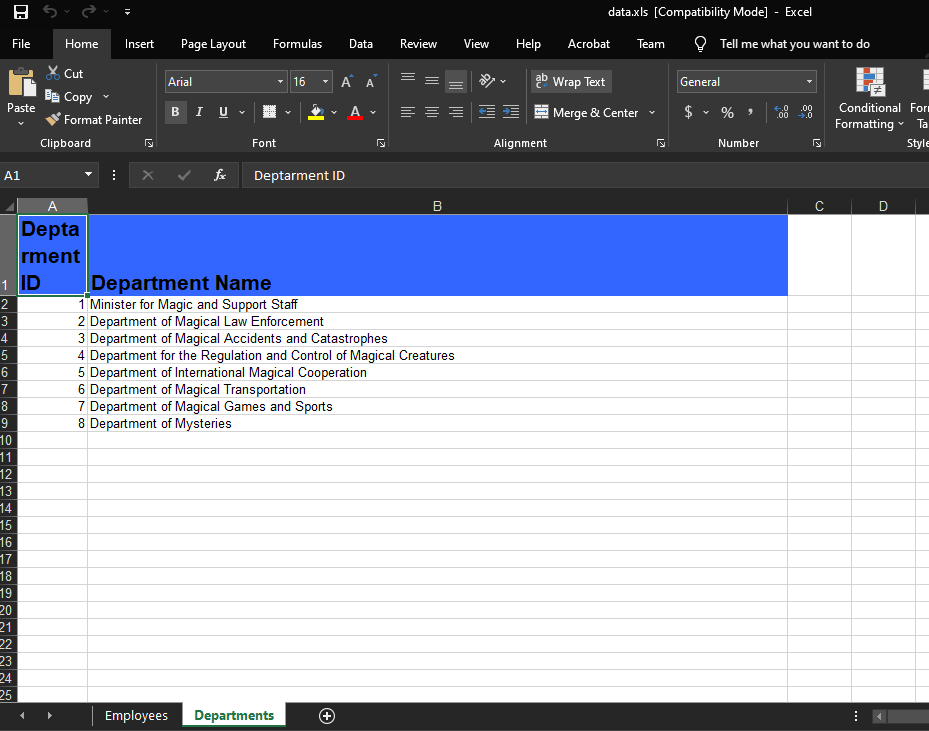 data.xls [Compatibility Mode] - Excel
File Home Insert Page Layout Formulas Data Review View Help Acrobat Team Tell me what you want to do
Paste
Cut
Copy
Format Painter
Clipboard
Arial 16 A A
B I U A
Font
ab Wrap Text
Merge & Center
Alignment
General
$ % , .00 .00
Number
Conditional
Formatting
Style
A1 fx Deptarment ID
A B C D
1 Depta
rment
ID Department Name
2 1 Minister for Magic and Support Staff
3 2 Department of Magical Law Enforcement
4 3 Department of Magical Accidents and Catastrophes
5 4 Department for the Regulation and Control of Magical Creatures
6 5 Department of International Magical Cooperation
7 6 Department of Magical Transportation
8 7 Department of Magical Games and Sports
9 8 Department of Mysteries
10
11
12
13
14
15
16
17
18
19
20
21
22
23
24
25
Employees Departments